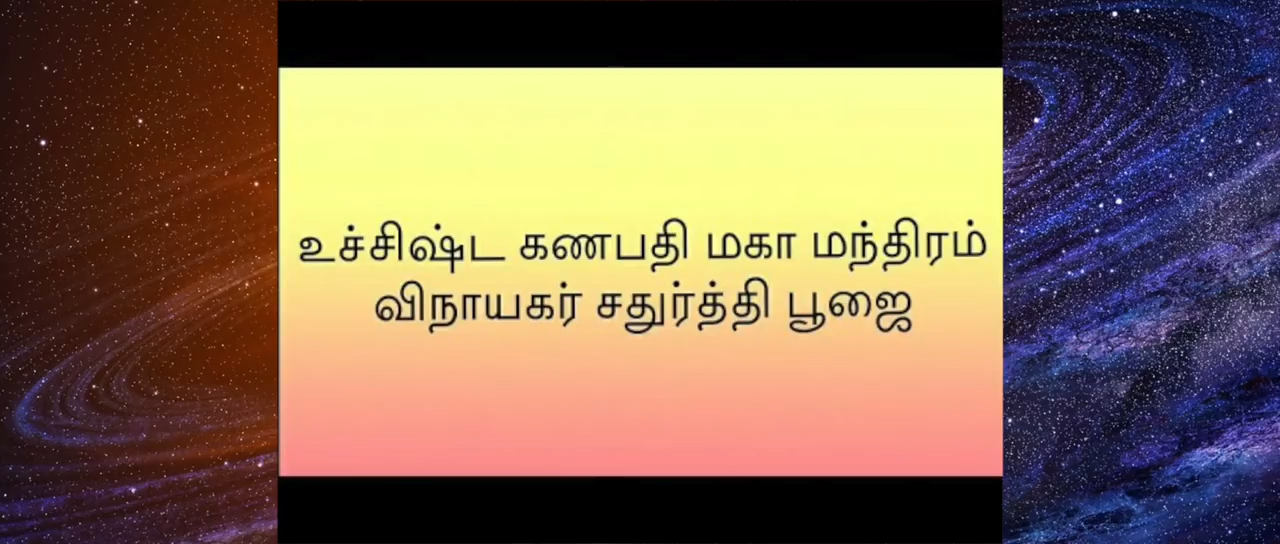 உச்சிஷ்ட கணபதி மகா மந்திரம்
விநாயகர் சதுர்த்தி பூஜை